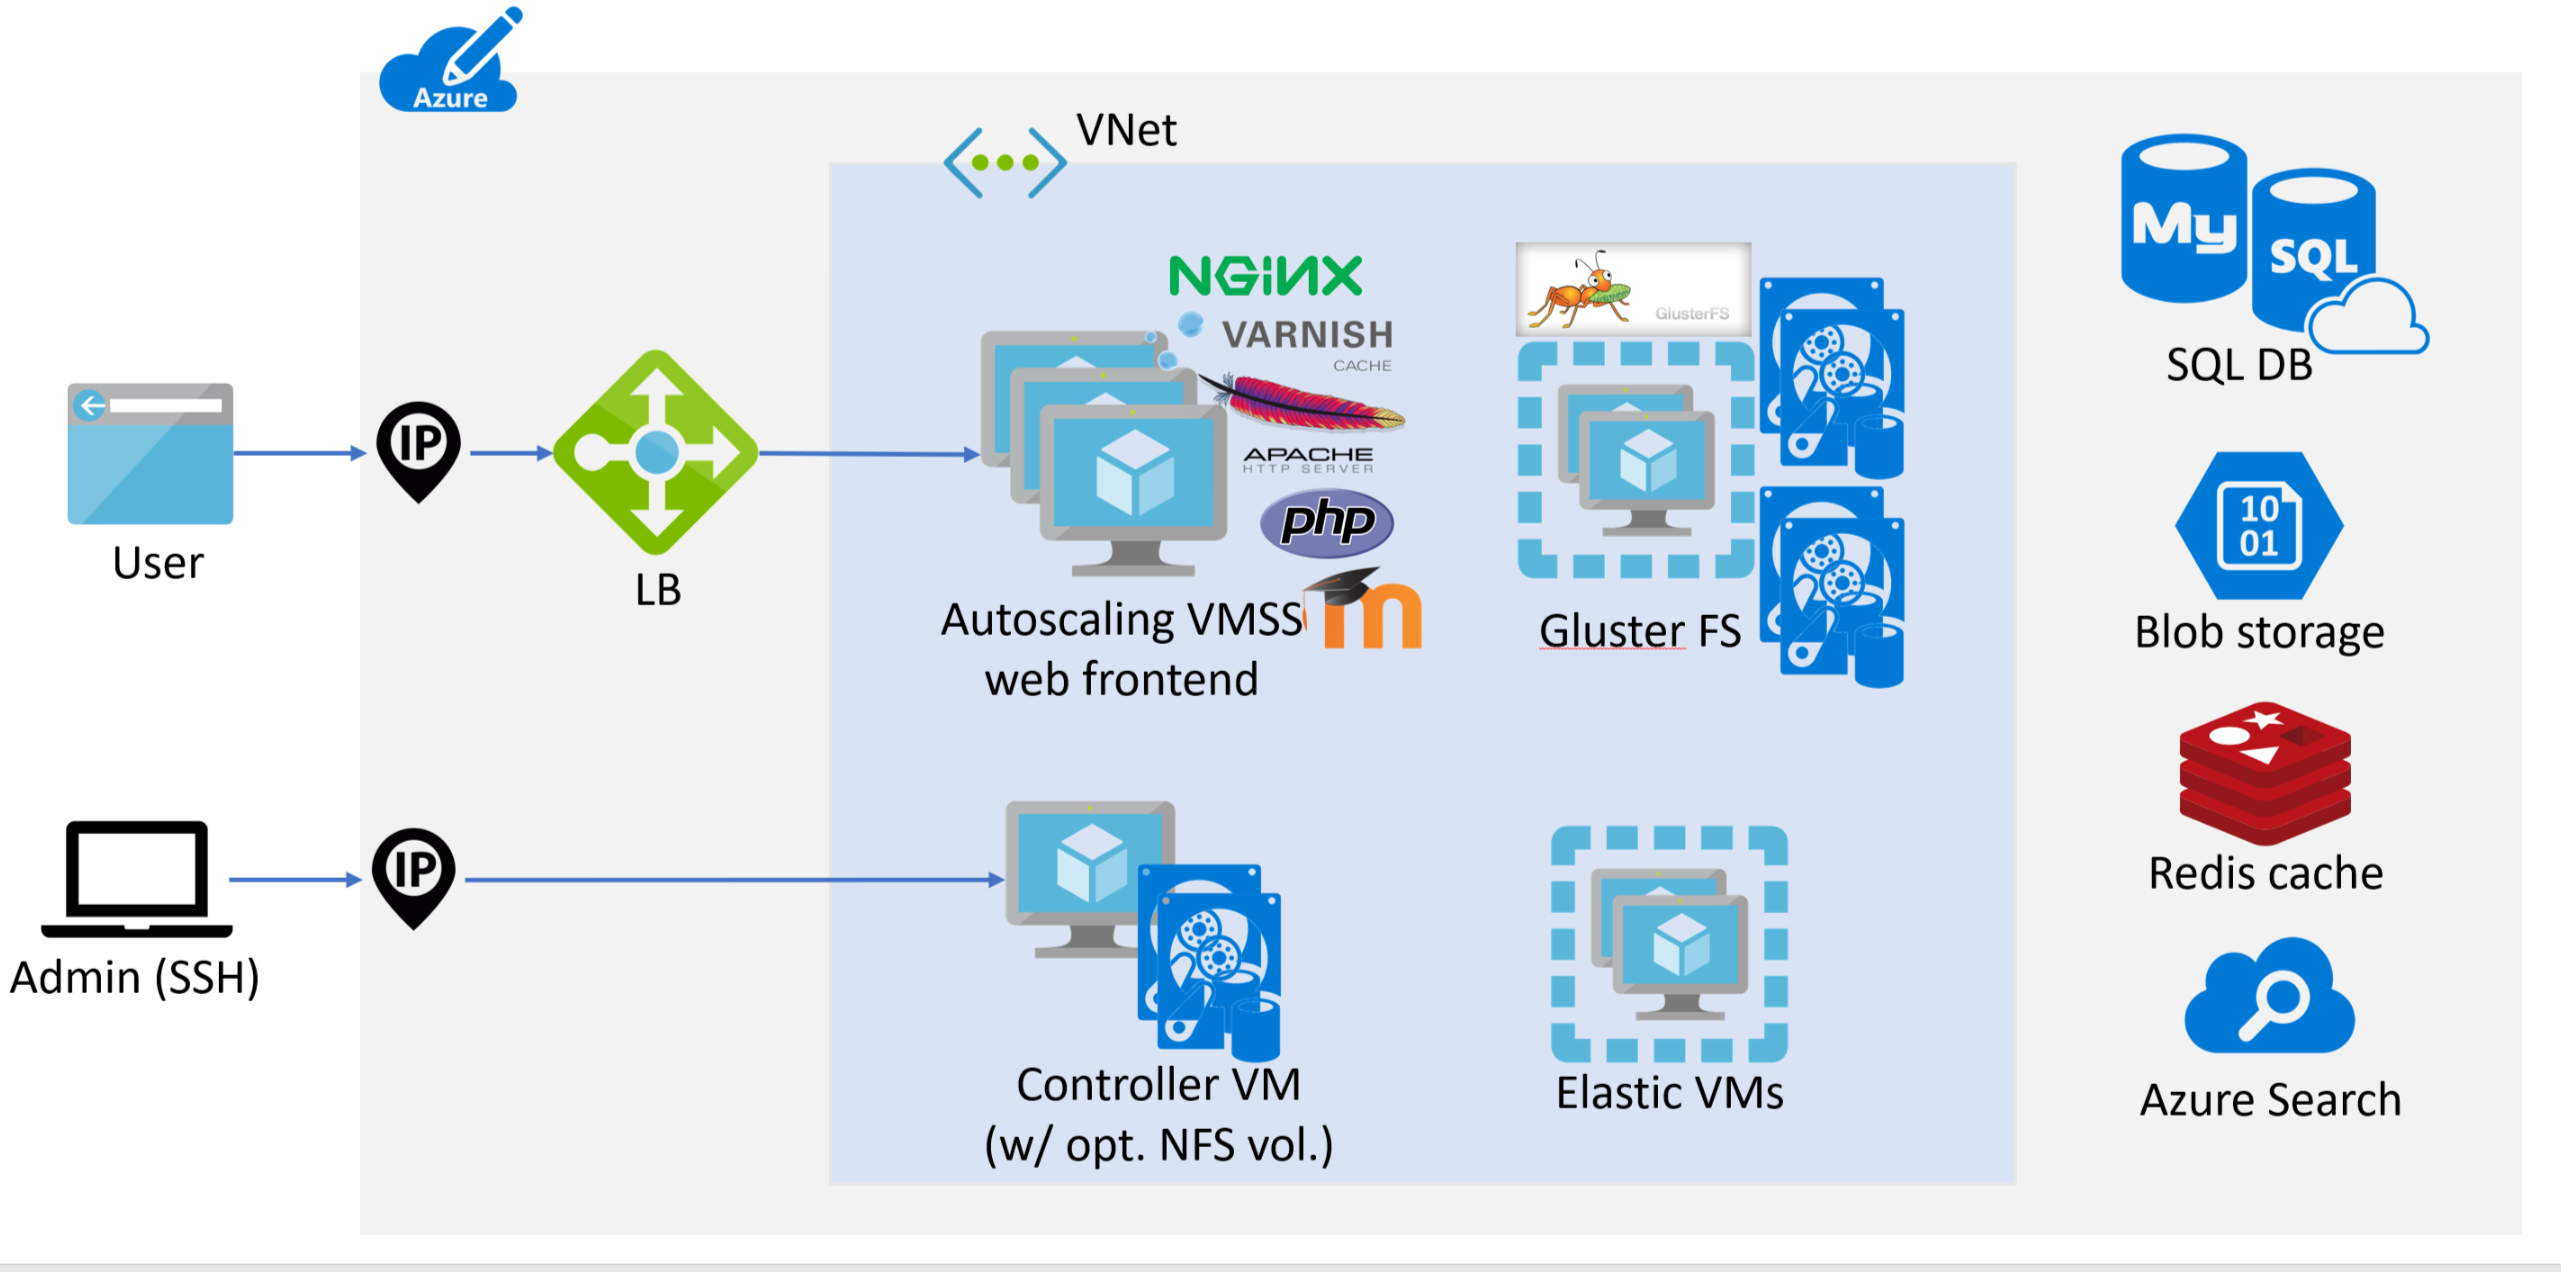 Azure
VNet
NGiNX
VARNISH
CACHE
APACHE
HTTP SERVER
php
m
Autoscaling VMSS
web frontend
GlusterFS
Gluster FS
My
SQL
SQL DB
10
01
Blob storage
Redis cache
Azure Search
User
IP
LB
Admin (SSH)
IP
Controller VM
(w/ opt. NFS vol.)
Elastic VMs